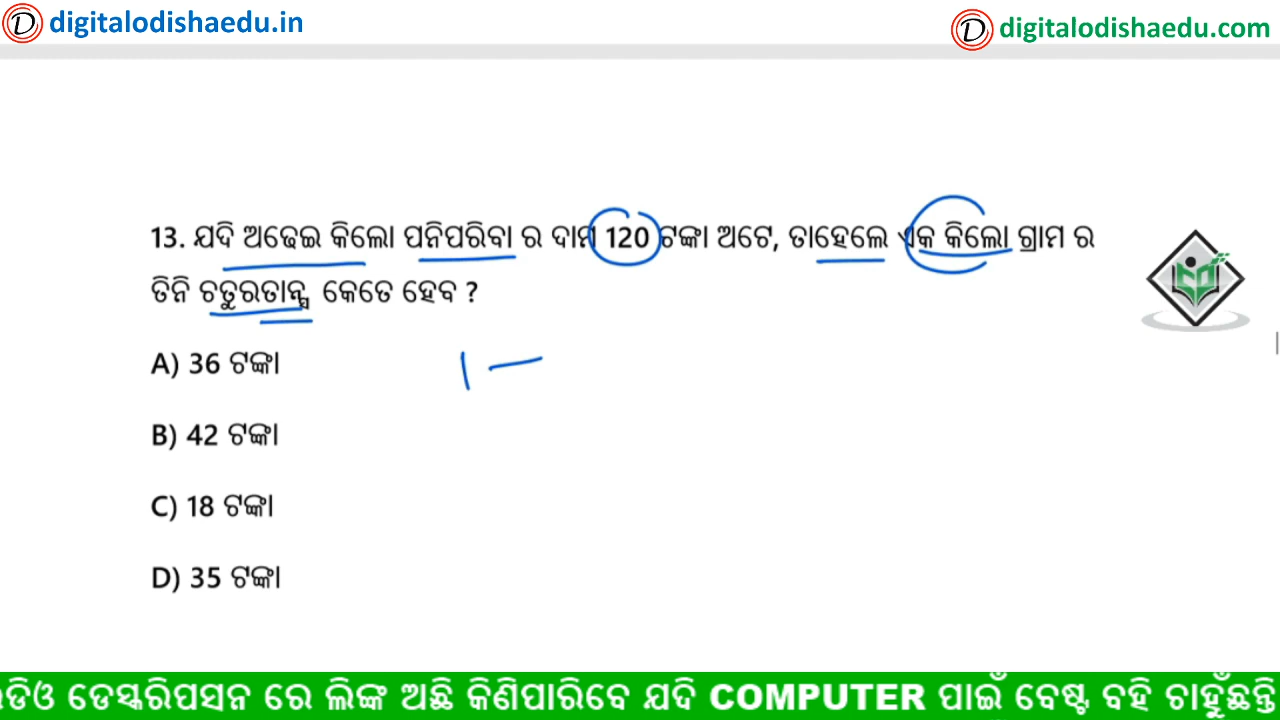 digitalodishaedu.in
digitalodishaedu.com
13. ଯଦି ଅଢେଇ କିଲୋ ପନିପରିବା ର ଦାମ 120 ଟଙ୍କା ଅଟେ, ତାହେଲେ ଏକ କିଲୋ ଗ୍ରାମ ର
ତିନି ଚତୁରତାନ୍ସ କେତେ ହେବ ?
A) 36 ଟଙ୍କା
1 —
B) 42 ଟଙ୍କା
C) 18 ଟଙ୍କା
D) 35 ଟଙ୍କା
ଡେସ୍କରିପସନ ରେ ଲିଙ୍କ ଅଛି କିଣିପାରିବେ ଯଦି COMPUTER ପାଇଁ ବେଷ୍ଟ ବହି ଚାହୁଁଛନ୍ତି